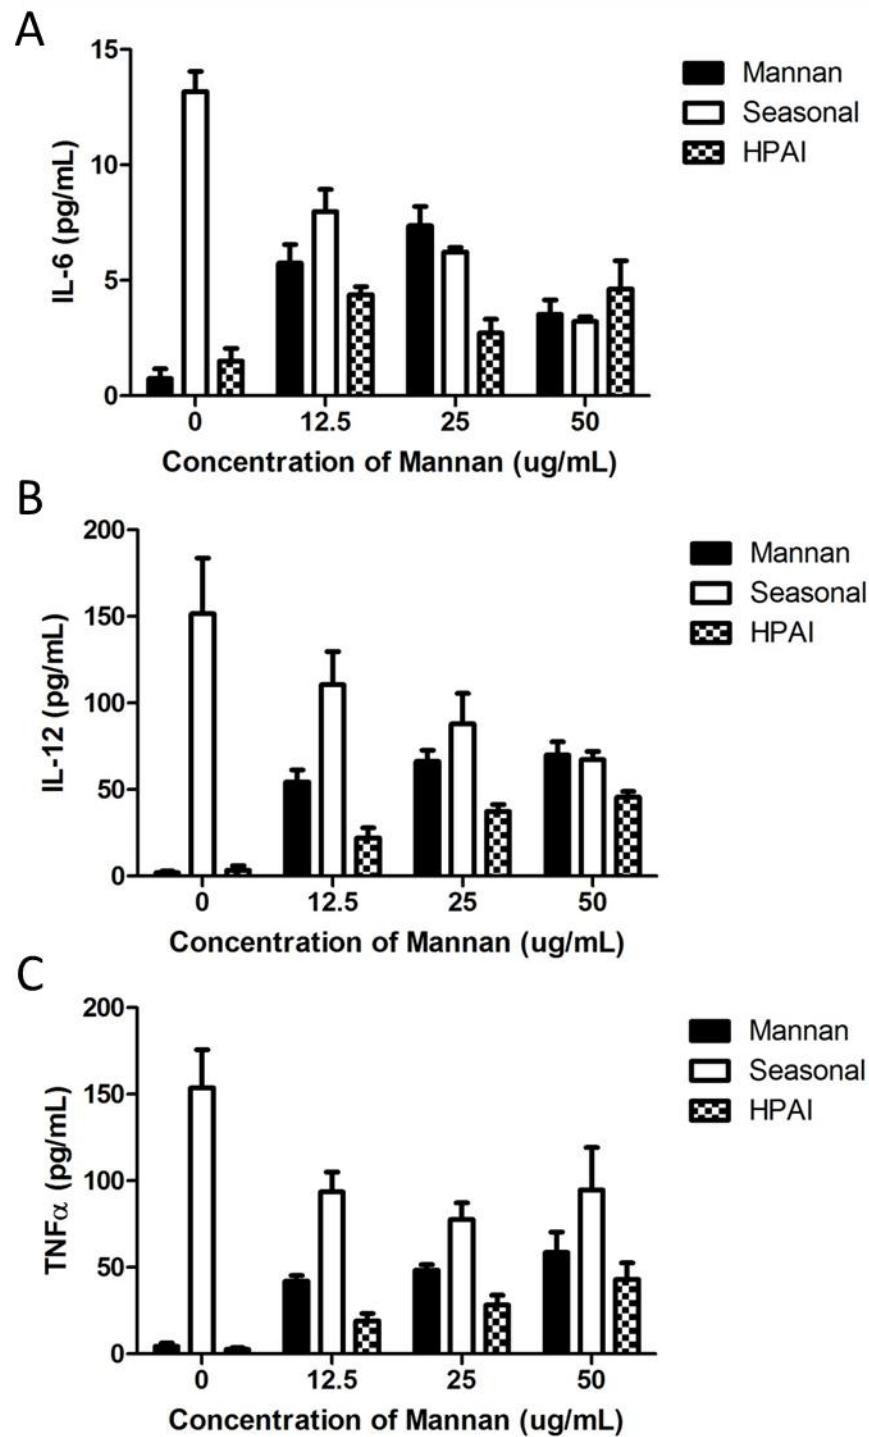 A
15
10
5
0
IL-6 (pg/mL)
Mannan
Seasonal
HPAI
0 12.5 25 50
Concentration of Mannan (ug/mL)
B
200
150
100
50
0
IL-12 (pg/mL)
Mannan
Seasonal
HPAI
0 12.5 25 50
Concentration of Mannan (ug/mL)
C
200
150
100
50
0
TNFα (pg/mL)
Mannan
Seasonal
HPAI
0 12.5 25 50
Concentration of Mannan (ug/mL)